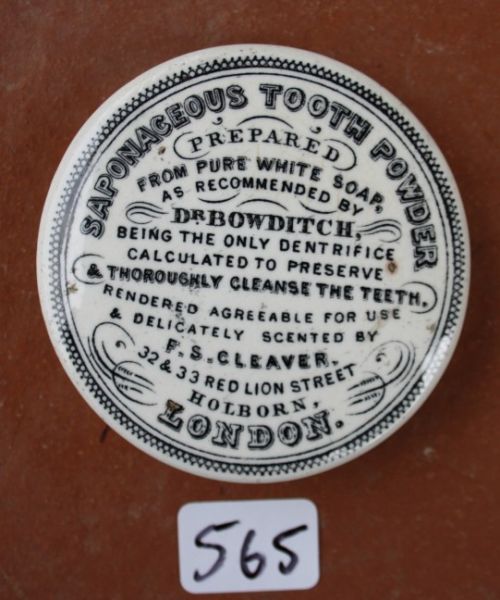 SAPONACEOUS TOOTH POWDER
PREPARED
FROM PURE WHITE SOAP,
AS RECOMMENDED BY
DR BOWDITCH,
BEING THE ONLY DENTRIFICE
CALCULATED TO PRESERVE
& THOROUGHLY CLEANSE THE TEETH,
RENDERED AGREEABLE FOR USE
& DELICATELY SCENTED BY
F. S. CLEAVER.
32 & 33 RED LION STREET
HOLBORN,
LONDON.
565